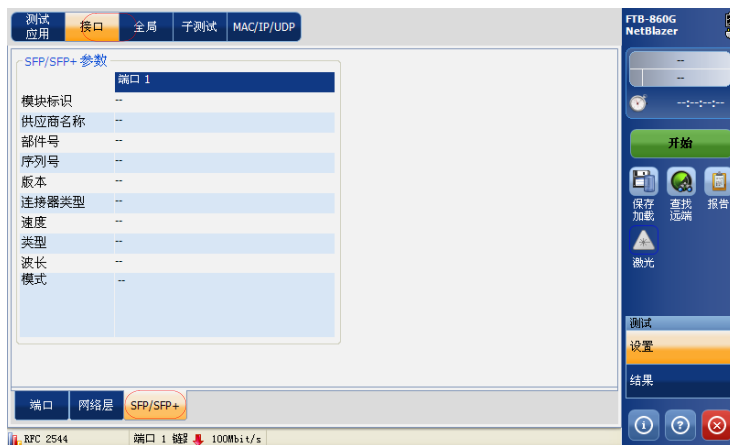 测试
应用
接口
全局
子测试
MAC/IP/UDP
SFP/SFP+ 参数
端口 1
模块标识 --
供应商名称 --
部件号 --
序列号 --
版本 --
连接器类型 --
速度 --
类型 --
波长 --
模式 --
端口
网络层
SFP/SFP+
RFC 2544
端口 1 链路
100Mbit/s
FTB-860G
NetBlazer
--
--
--:--:--
开始
保存
加载
查找
远端
报告
激光
测试
设置
结果